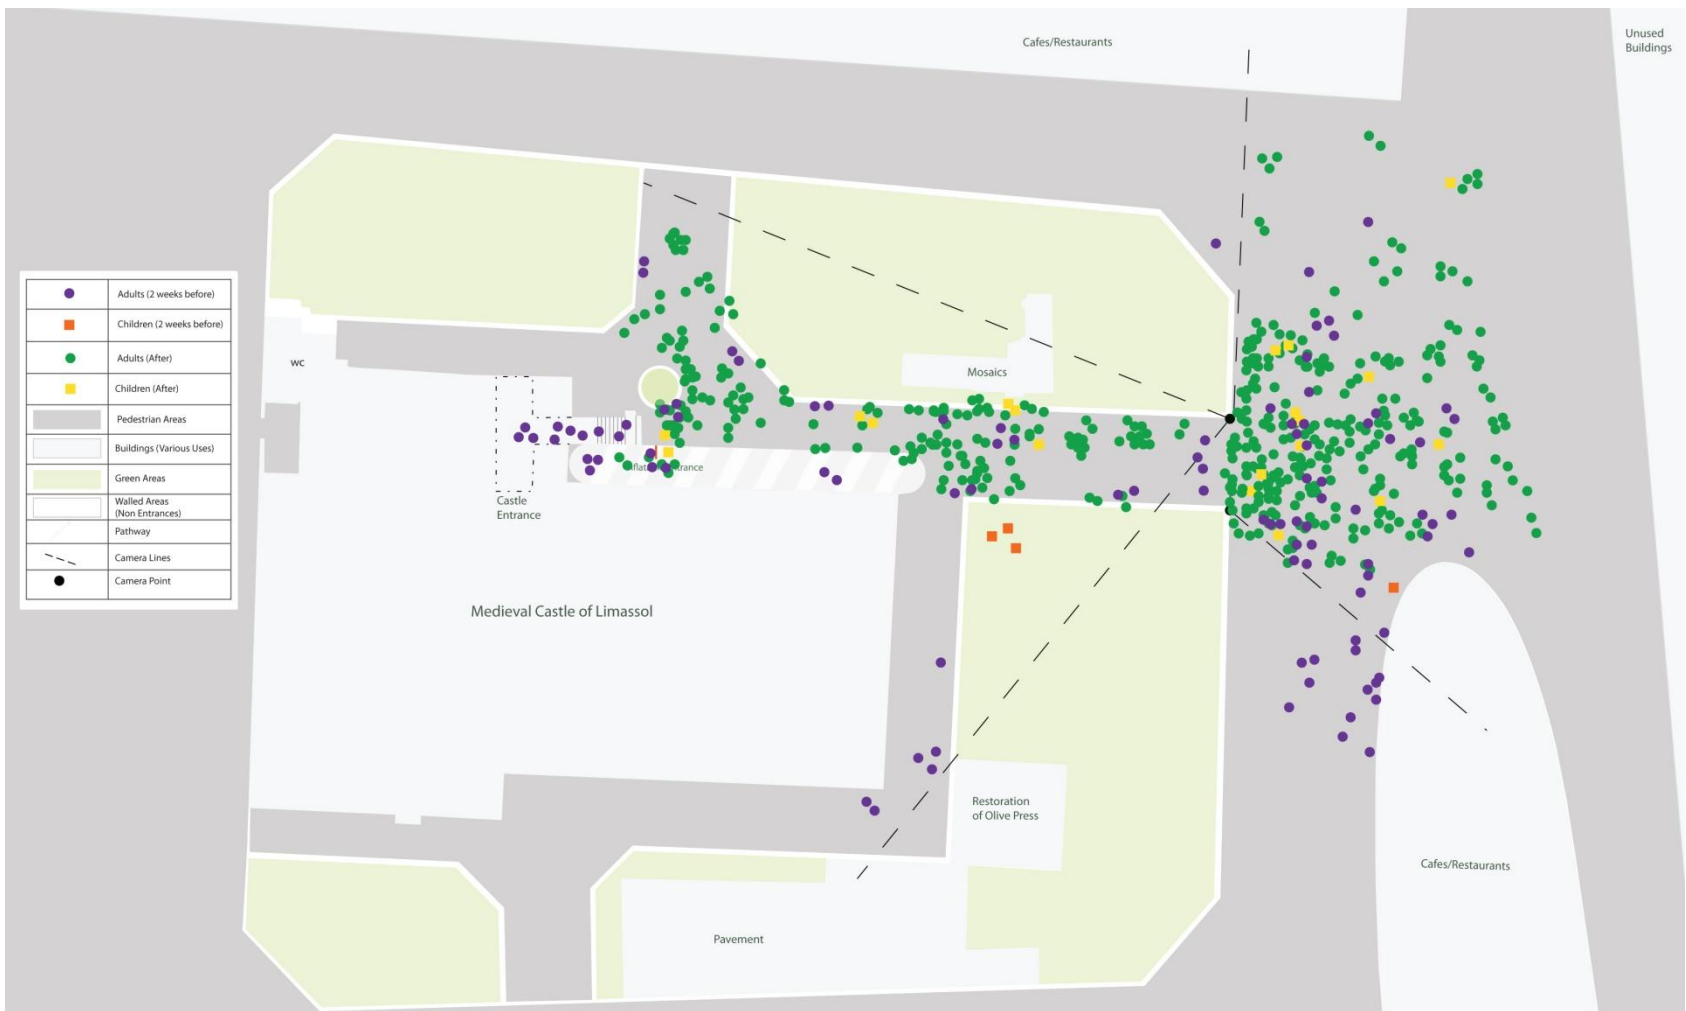 Cafes/Restaurants
Unused
Buildings
Adults (2 weeks before)
Children (2 weeks before)
Adults (After)
Children (After)
Pedestrian Areas
Buildings (Various Uses)
Green Areas
Walled Areas
(Non Entrances)
Pathway
Camera Lines
Camera Point
WC
Mosaics
Castle
Entrance
Medieval Castle of Limassol
Restoration
of Olive Press
Cafes/Restaurants
Pavement